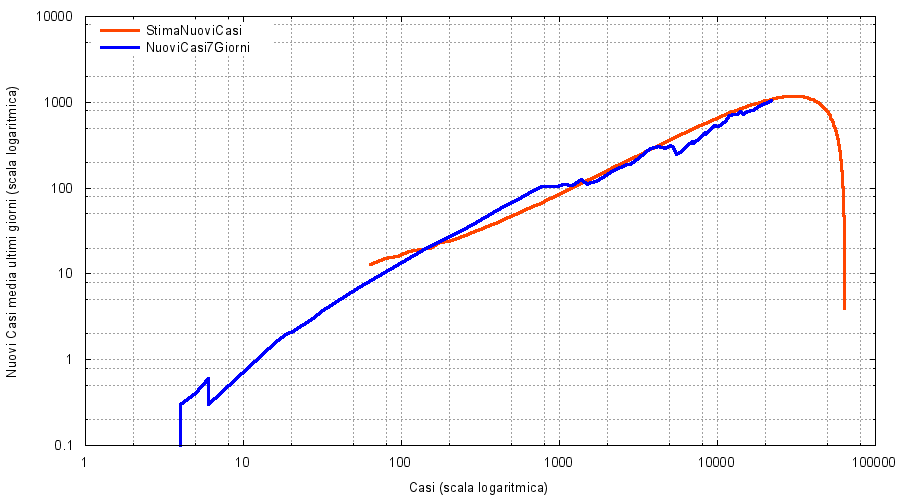 10000
StimaNuoviCasi
NuoviCasi7Giorni
1000
100
10
1
0.1
Nuovi Casi media ultimi giorni (scala logaritmica)
1 10 100 1000 10000 100000
Casi (scala logaritmica)